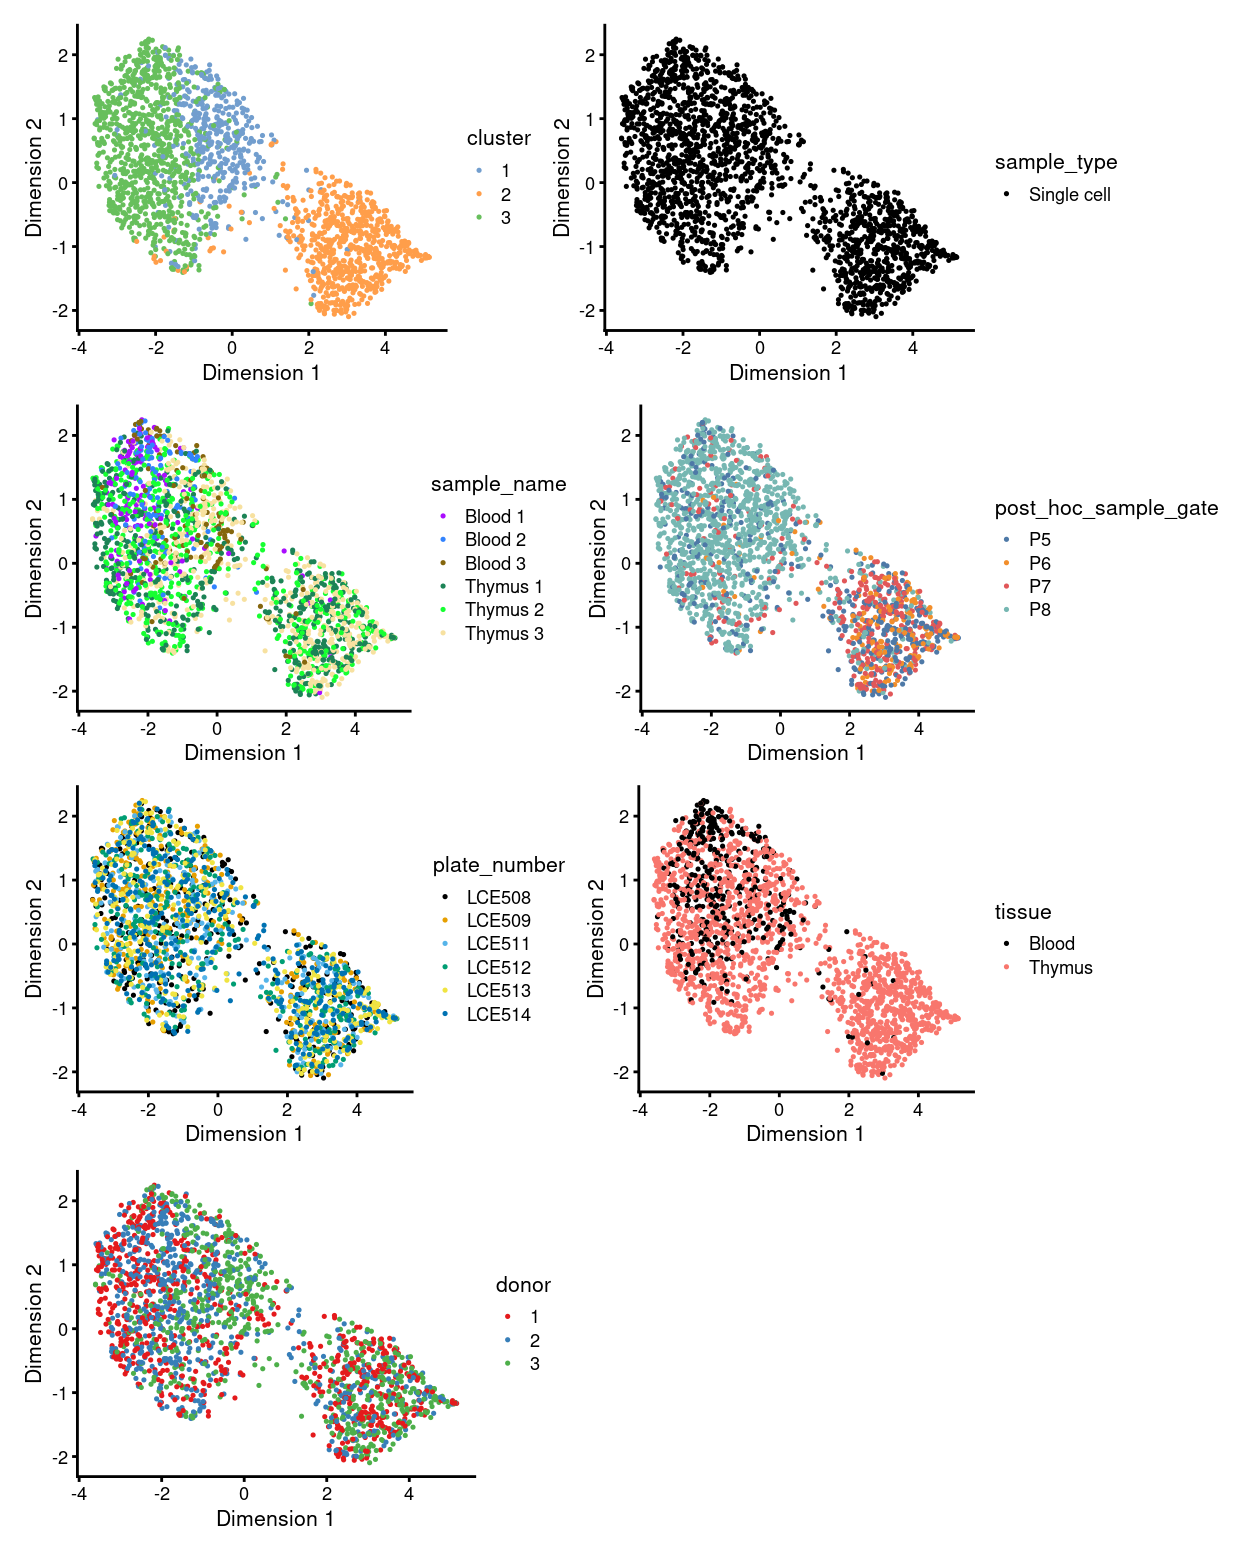 2
1
0
-1
-2
Dimension 2
-4
-2
0
2
4
Dimension 1
cluster
1
2
3
2
1
0
-1
-2
Dimension 2
-4
-2
0
2
4
Dimension 1
sample_type
Single cell
2
1
0
-1
-2
Dimension 2
-4
-2
0
2
4
Dimension 1
sample_name
Blood 1
Blood 2
Blood 3
Thymus 1
Thymus 2
Thymus 3
2
1
0
-1
-2
Dimension 2
-4
-2
0
2
4
Dimension 1
post_hoc_sample_gate
P5
P6
P7
P8
2
1
0
-1
-2
Dimension 2
-4
-2
0
2
4
Dimension 1
plate_number
LCE508
LCE509
LCE511
LCE512
LCE513
LCE514
2
1
0
-1
-2
Dimension 2
-4
-2
0
2
4
Dimension 1
tissue
Blood
Thymus
2
1
0
-1
-2
Dimension 2
-4
-2
0
2
4
Dimension 1
donor
1
2
3